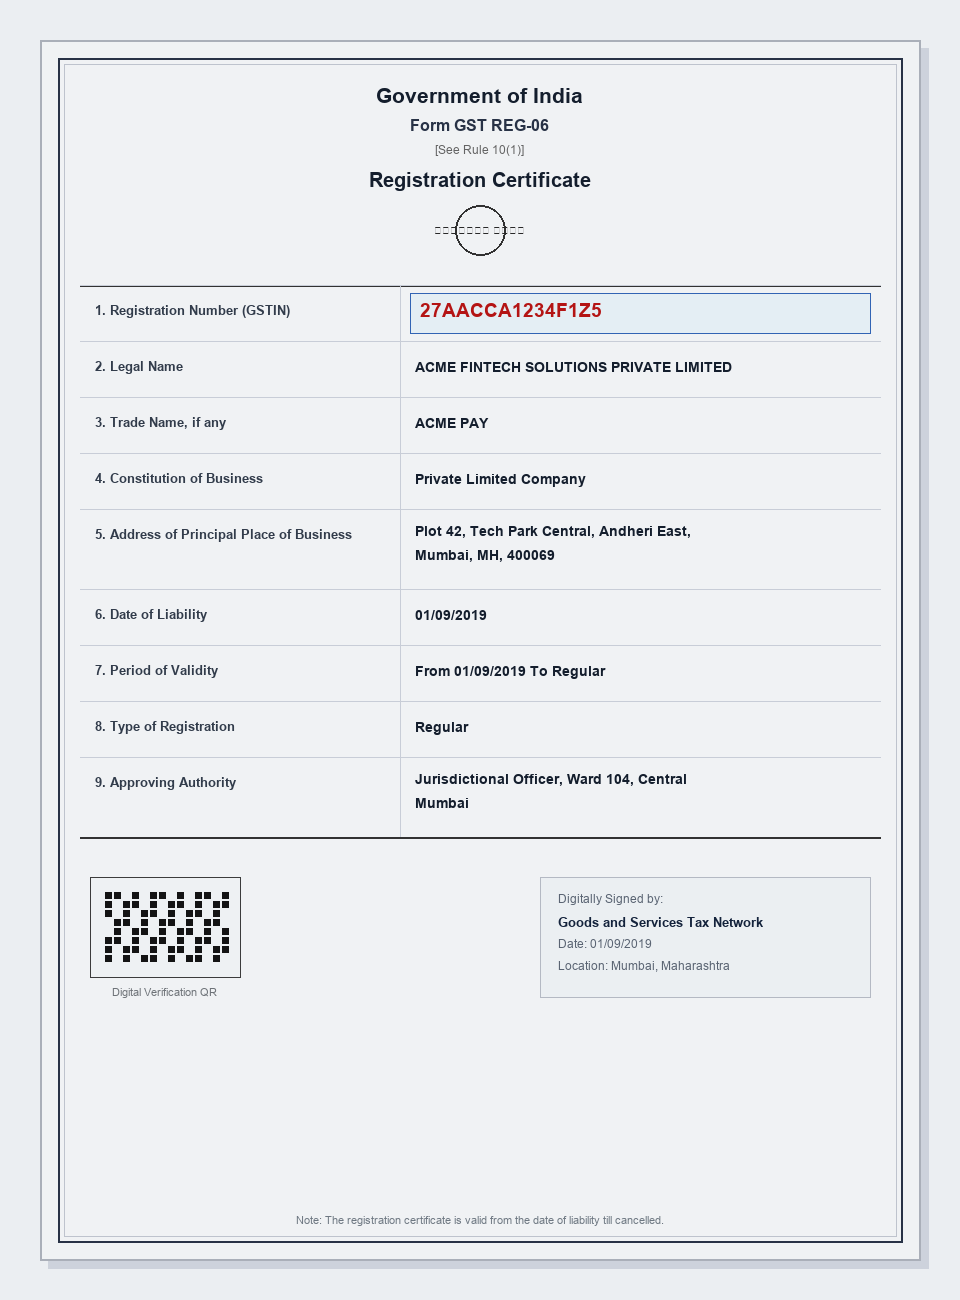 Government of India
Form GST REG-06
[See Rule 10(1)]
Registration Certificate
1. Registration Number (GSTIN)
27AACCA1234F1Z5
2. Legal Name
ACME FINTECH SOLUTIONS PRIVATE LIMITED
3. Trade Name, if any
ACME PAY
4. Constitution of Business
Private Limited Company
5. Address of Principal Place of Business
Plot 42, Tech Park Central, Andheri East,
Mumbai, MH, 400069
6. Date of Liability
01/09/2019
7. Period of Validity
From 01/09/2019 To Regular
8. Type of Registration
Regular
9. Approving Authority
Jurisdictional Officer, Ward 104, Central
Mumbai
Digital Verification QR
Digitally Signed by:
Goods and Services Tax Network
Date: 01/09/2019
Location: Mumbai, Maharashtra
Note: The registration certificate is valid from the date of liability till cancelled.